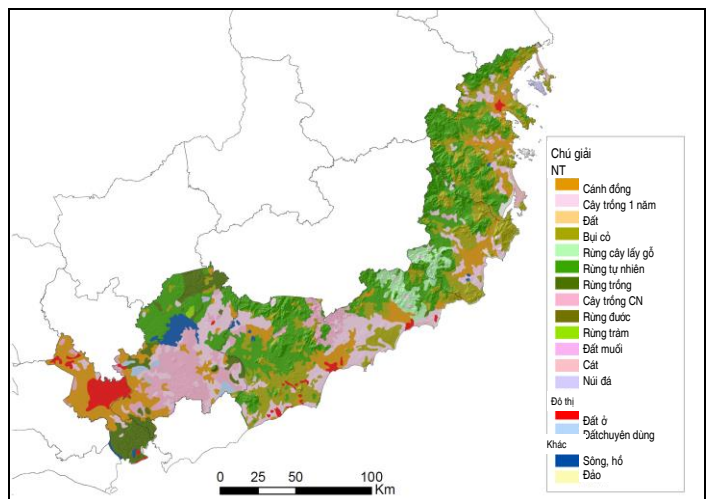 Chú giải
NT
Cánh đồng
Cây trồng 1 năm
Đất
Bụi cỏ
Rừng cây lấy gỗ
Rừng tự nhiên
Rừng trồng
Cây trồng CN
Rừng đước
Rừng tràm
Đất muối
Cát
Núi đá
Đô thị
Đất ở
Đấtchuyên dùng
Khác
Sông, hồ
Đảo
0 25 50 100
Km